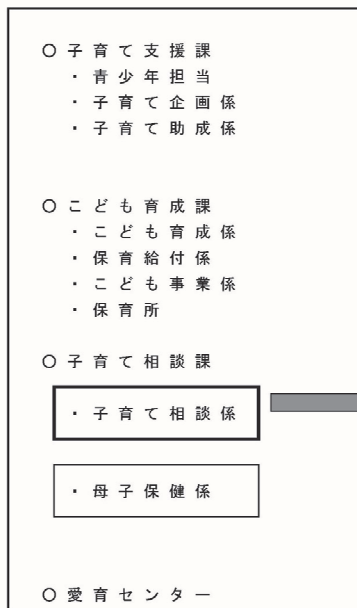 ○子育て支援課
・青少年担当
・子育て企画係
・子育て助成係
○こども育成課
・こども育成係
・保育給付係
・こども事業係
・保育所
○子育て相談課
・子育て相談係
・母子保健係
○愛育センター